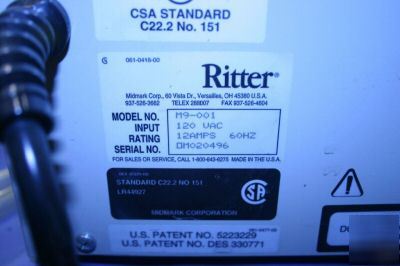 CSA STANDARD
C22.2 No. 151
061-0416-00
Ritter
Midmark Corp., 60 Vista Dr., Versailles, OH 45380 U.S.A.
937-526-3662 TELEX 288007 FAX 937-526-4604
MODEL NO. M9-001
INPUT 120 VAC
RATING 12AMPS 60HZ
SERIAL NO. QM020496
FOR SALES OR SERVICE, CALL 1-800-643-6275 MADE IN U.S.A.
STANDARD C22.2 NO 151
LR44927
MIDMARK CORPORATION
U.S. PATENT NO. 5223229
U.S. PATENT NO. DES 330771